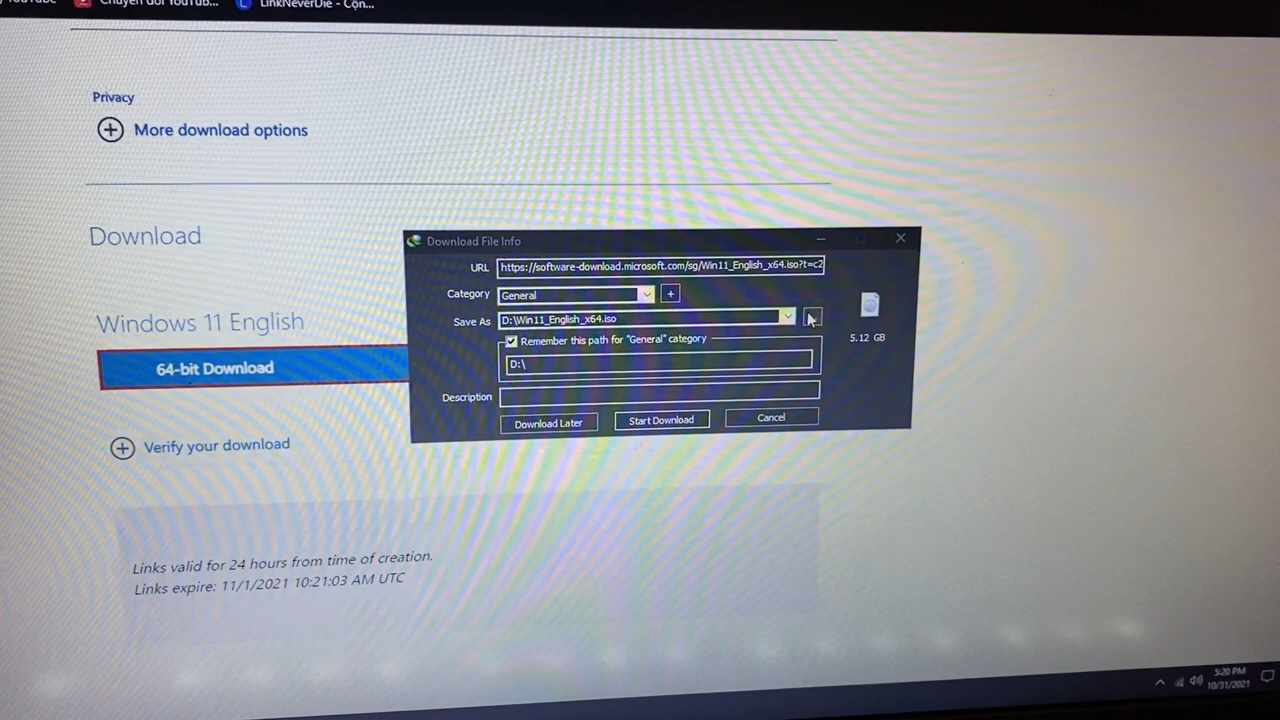 YouTube Chuyển đổi YouTub... LinkNeverDie - Cộn...
Privacy
More download options
Download
Windows 11 English
64-bit Download
Verify your download
Links valid for 24 hours from time of creation.
Links expire: 11/1/2021 10:21:03 AM UTC
Download File Info
URL https://software-download.microsoft.com/sg/Win11_English_x64.iso?t=c2
Category General +
Save As D:\Win11_English_x64.iso
5.12 GB
Remember this path for "General" category
D:\
Description
Download Later Start Download Cancel
5:20 PM
10/31/2021